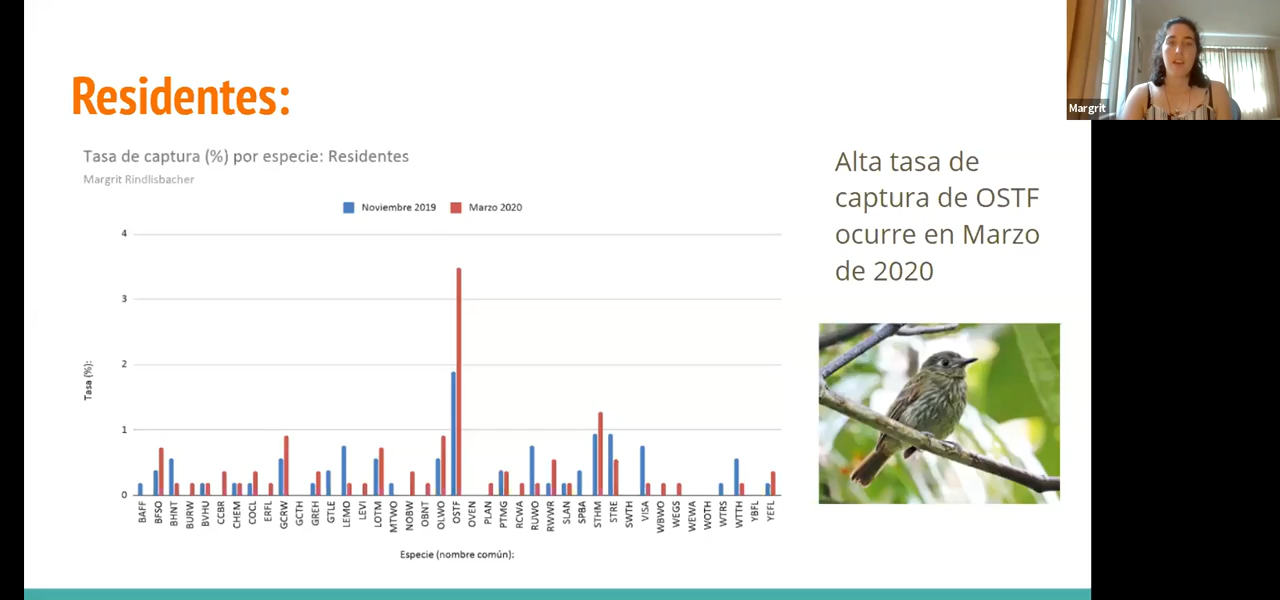 Residentes:
Tasa de captura (%) por especie: Residentes
Margrit Rindlisbacher
Noviembre 2019
Marzo 2020
4
3
2
1
0
Tasa (%):
BAFF
BFSO
BHNT
BURW
BVHU
CCBR
CHEM
COCL
ERFL
GCRW
GCTH
GREH
GTLE
LEMO
LEVI
LOTM
MTWO
NOBW
OBNT
OLWO
OSTF
OVEN
PLAN
PTMG
RCWA
RUWO
RWWR
SLAN
SPBA
STHM
STRE
SWTH
VISA
WBWO
WEGS
WEWA
WOTH
WTRS
WTTH
YBFL
YEFL
Especie (nombre común):
Alta tasa de
captura de OSTF
ocurre en Marzo
de 2020
Margrit